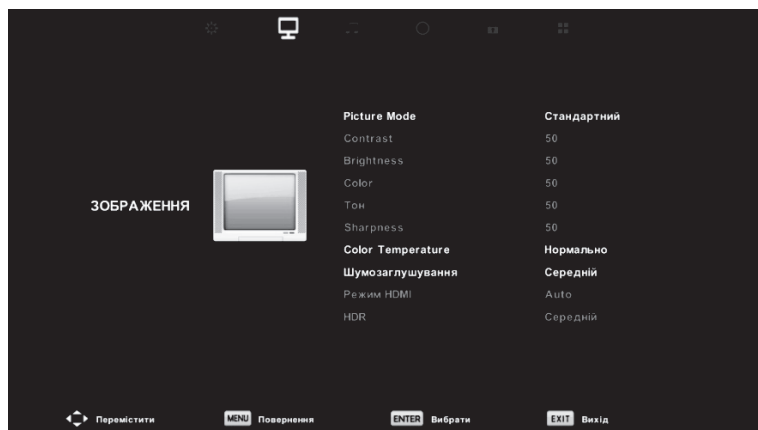 Picture Mode Стандартний
Contrast 50
Brightness 50
Color 50
Тон 50
Sharpness 50
ЗОБРАЖЕННЯ
Color Temperature Нормально
Шумозаглушування Середній
Режим HDMI Auto
HDR Середній
Перемістити MENU Повернення ENTER Вибрати EXIT Вихід